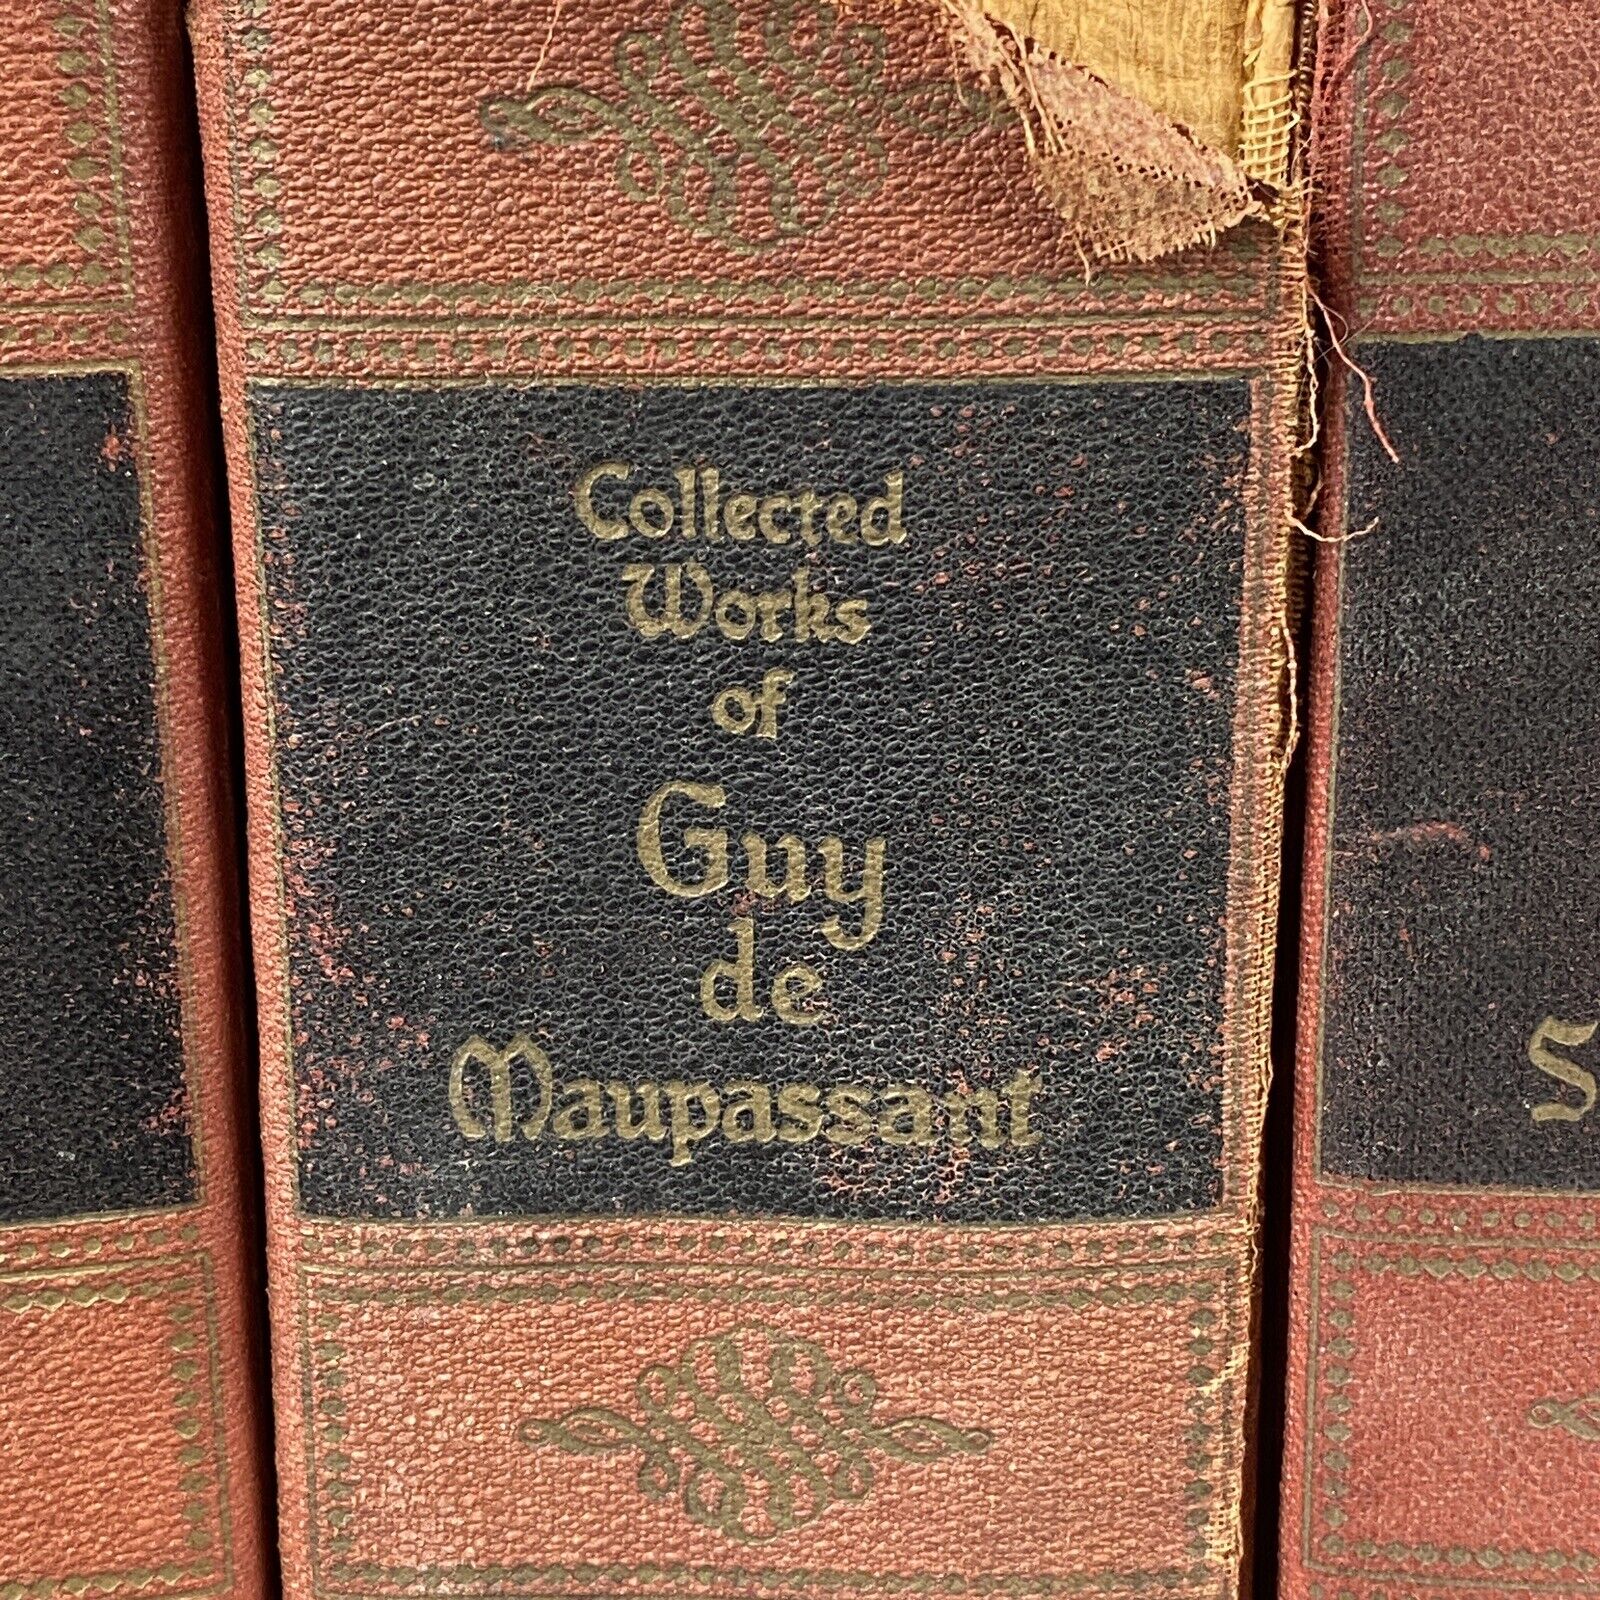 Collected
Works
of
Guy
de
Maupassant
S